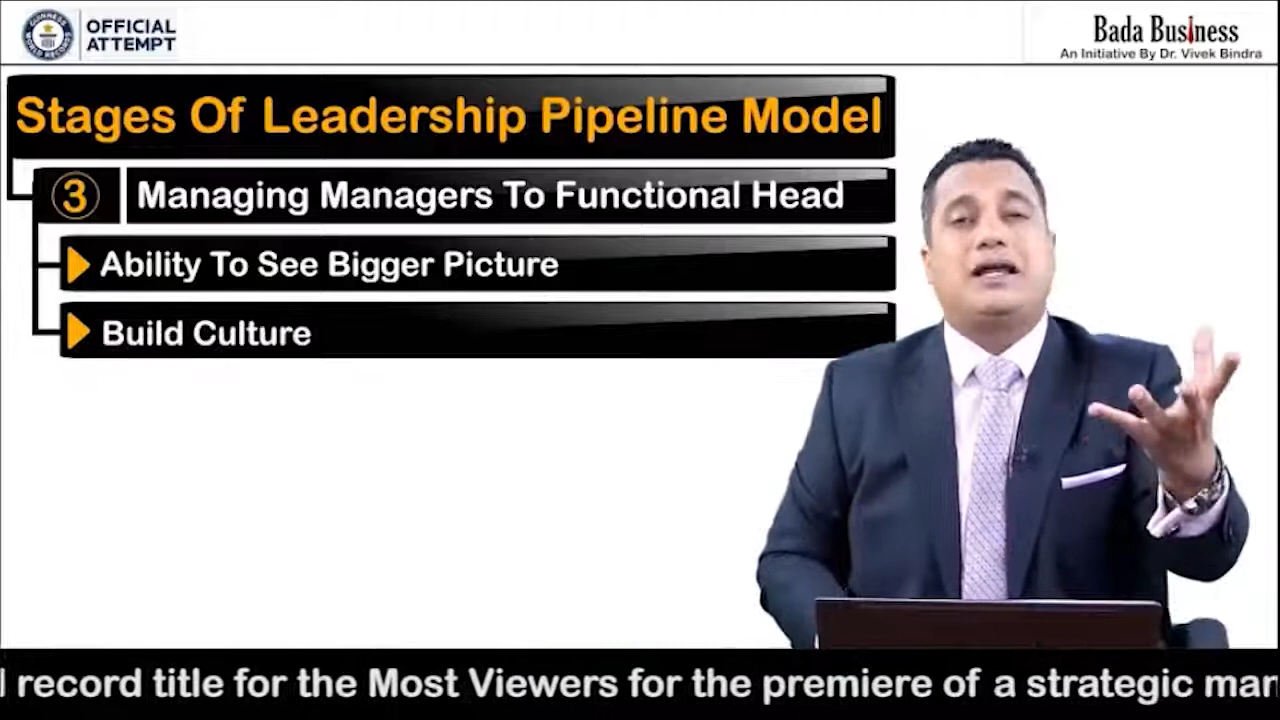 OFFICIAL
ATTEMPT
Bada Business
An Initiative By Dr. Vivek Bindra
Stages Of Leadership Pipeline Model
3 Managing Managers To Functional Head
Ability To See Bigger Picture
Build Culture
record title for the Most Viewers for the premiere of a strategic